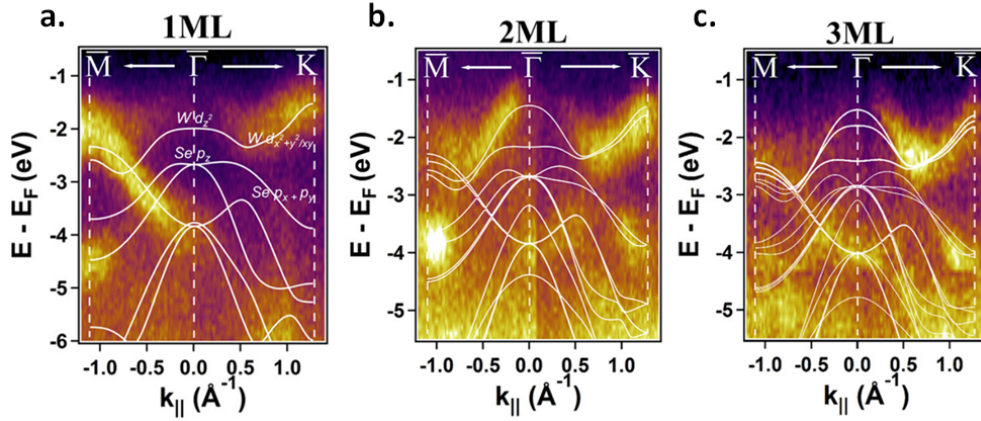 a.
1ML
M̅ Γ̅ K̅
W d_z²
W d_x²+y²/xy
Se p_z
Se p_x + p_y
E - E_F (eV)
-1
-2
-3
-4
-5
-6
-1.0 -0.5 0.0 0.5 1.0
k_|| (Å⁻¹)
b.
2ML
M̅ Γ̅ K̅
-1
-2
-3
-4
-5
-1.0 -0.5 0.0 0.5 1.0
k_|| (Å⁻¹)
c.
3ML
M̅ Γ̅ K̅
E - E_F (eV)
-1
-2
-3
-4
-5
-1.0 -0.5 0.0 0.5 1.0
k_|| (Å⁻¹)